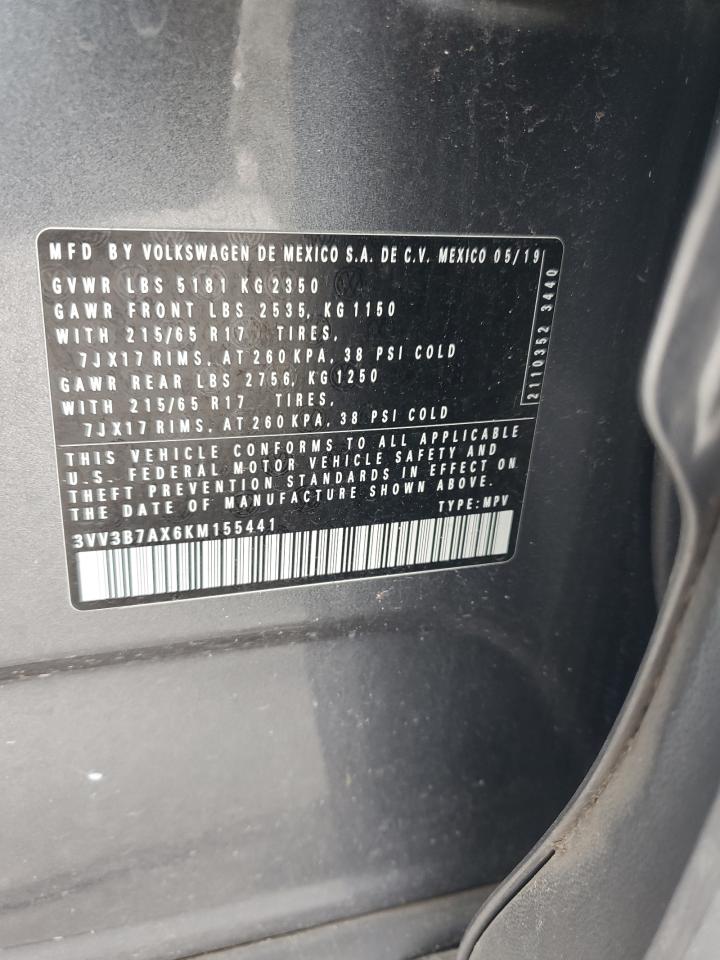 MFD BY VOLKSWAGEN DE MEXICO S.A. DE C.V. MEXICO 05/19
GVWR LBS 5181 KG 2350
GAWR FRONT LBS 2535, KG 1150
WITH 215/65 R17 TIRES,
7JX17 RIMS, AT 260 KPA, 38 PSI COLD
GAWR REAR LBS 2756, KG 1250
WITH 215/65 R17 TIRES,
7JX17 RIMS, AT 260 KPA, 38 PSI COLD
2110352 3440
THIS VEHICLE CONFORMS TO ALL APPLICABLE
U.S. FEDERAL MOTOR VEHICLE SAFETY AND
THEFT PREVENTION STANDARDS IN EFFECT ON
THE DATE OF MANUFACTURE SHOWN ABOVE.
3VV3B7AX6KM155441 TYPE: MPV